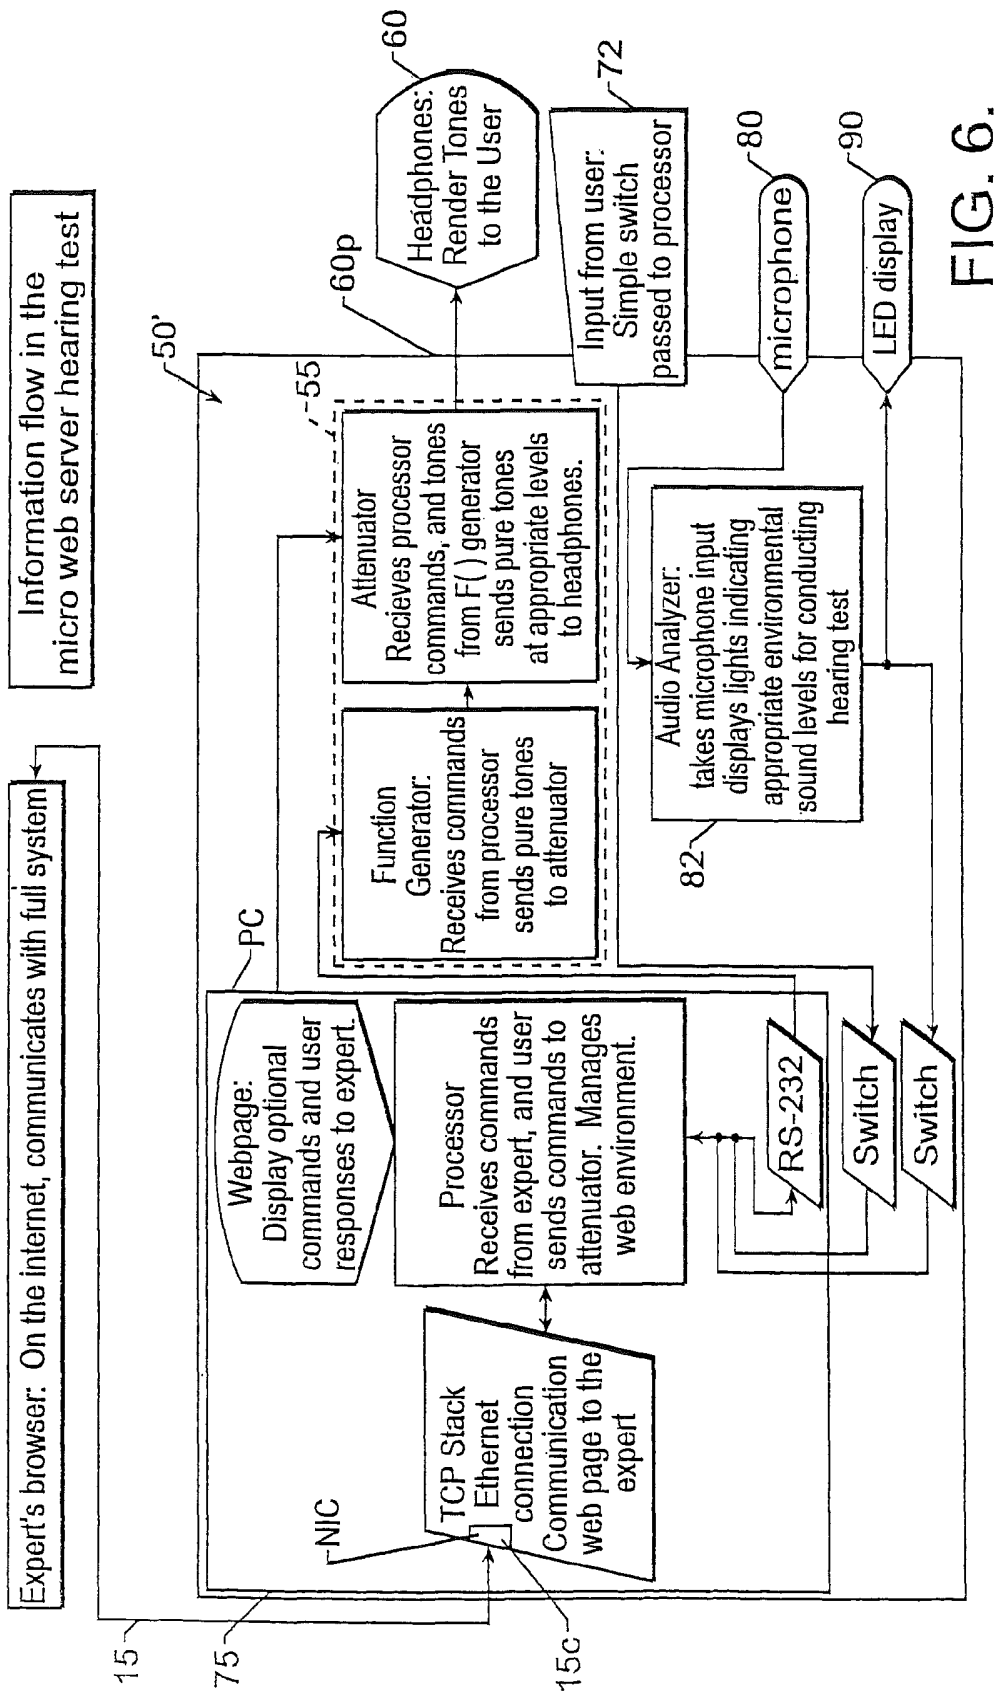 Information flow in the
micro web server hearing test
Expert's browser: On the internet, communicates with full system
15
75
NIC
15c
TCP Stack
Ethernet
connection
Communication
web page to the
expert
PC
Webpage:
Display optional
commands and user
responses to expert.
Processor
Receives commands
from expert, and user
sends commands to
attenuator. Manages
web environment.
RS-232
Switch
Switch
50'
55
Function
Generator:
Receives commands
from processor
sends pure tones
to attenuator
Attenuator
Recieves processor
commands, and tones
from F( ) generator
sends pure tones
at appropriate levels
to headphones.
60p
60
Headphones:
Render Tones
to the User
72
Input from user:
Simple switch
passed to processor
82
Audio Analyzer:
takes microphone input
displays lights indicating
appropriate environmental
sound levels for conducting
hearing test
80
microphone
90
LED display
FIG. 6.